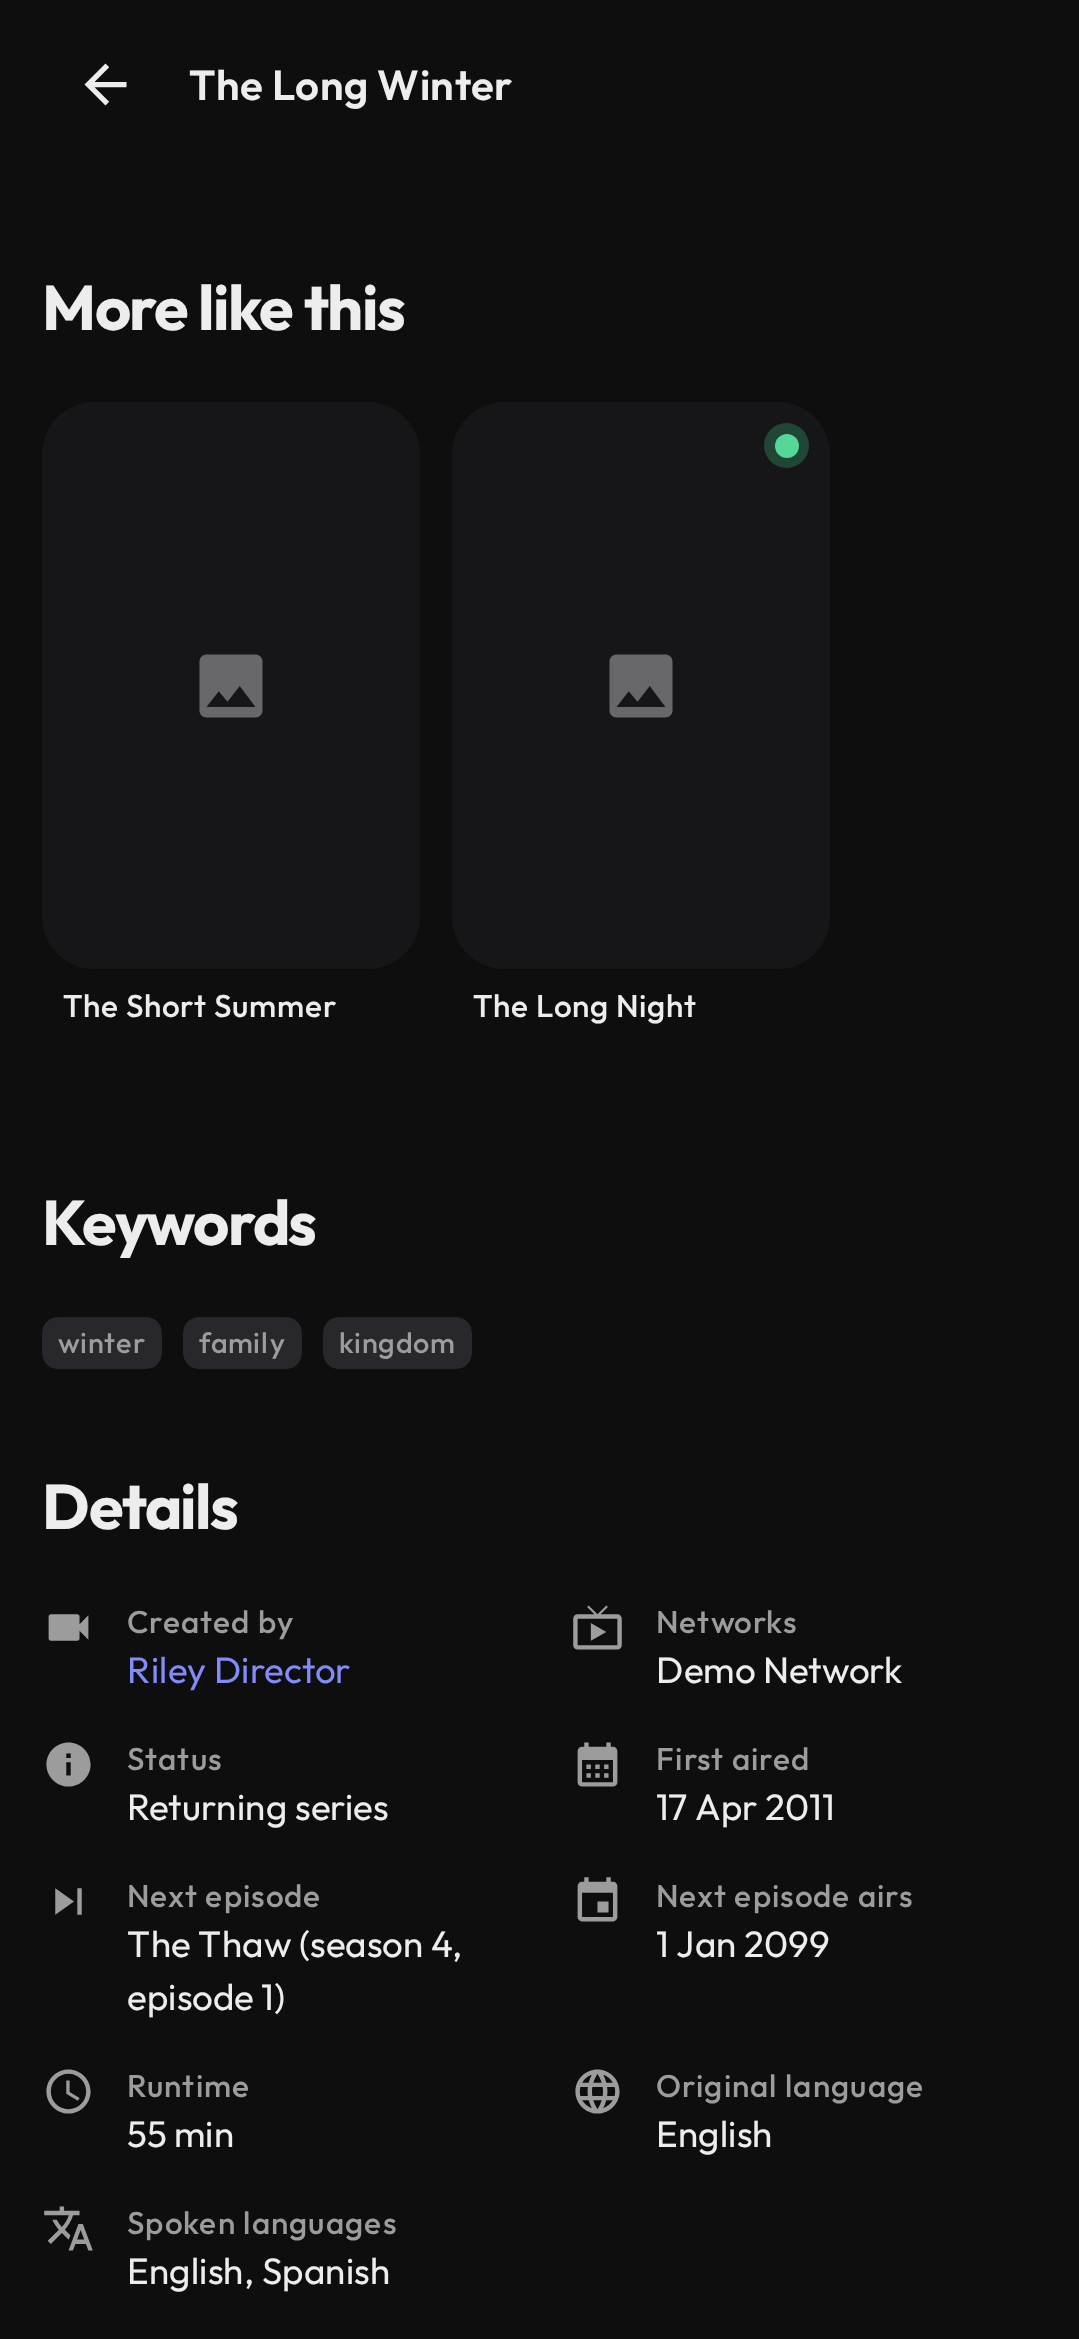 The Long Winter
More like this
The Short Summer
The Long Night
Keywords
winter
family
kingdom
Details
Created by
Riley Director
Networks
Demo Network
Status
Returning series
First aired
17 Apr 2011
Next episode
The Thaw (season 4,
episode 1)
Next episode airs
1 Jan 2099
Runtime
55 min
Original language
English
Spoken languages
English, Spanish